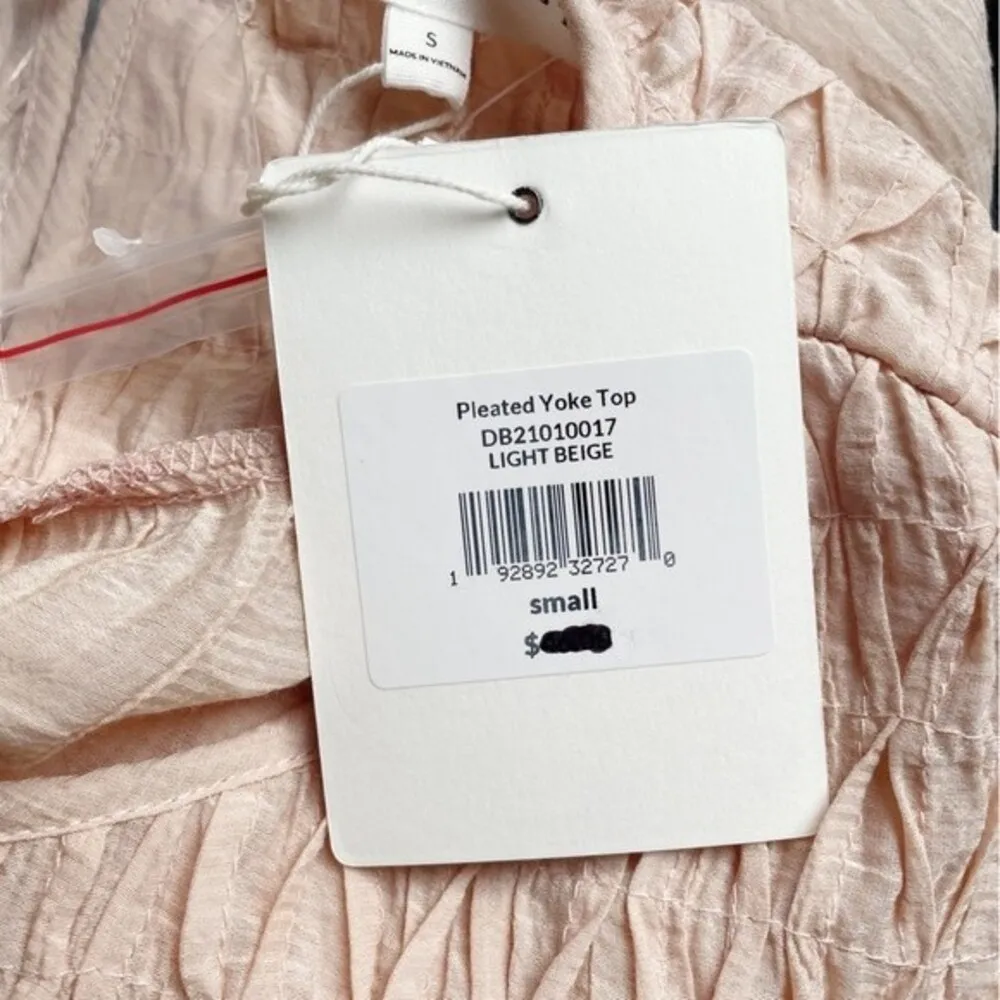 S
MADE IN VIETNAM
Pleated Yoke Top
DB21010017
LIGHT BEIGE
1 92892 32727 0
small
$